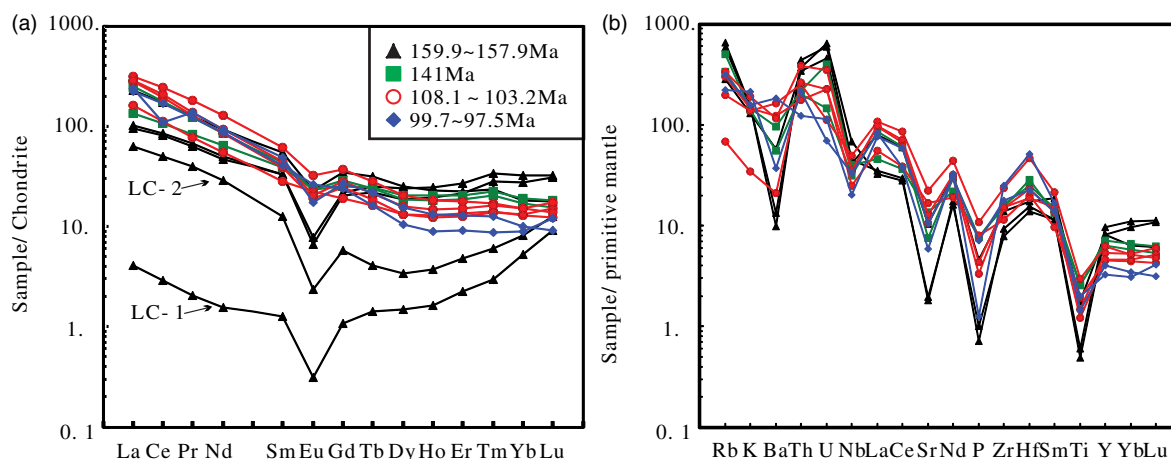 (a)
Sample/ Chondrite
1000.
100.
10.
1.
0. 1
159.9~157.9Ma
141Ma
108.1 ~ 103.2Ma
99.7~97.5Ma
LC- 2
LC- 1
La Ce Pr Nd Sm Eu Gd Tb Dy Ho Er Tm Yb Lu
(b)
Sample/ primitive mantle
1000.
100.
10.
1.
0.1
Rb K Ba Th U Nb La Ce Sr Nd P Zr Hf Sm Ti Y Yb Lu